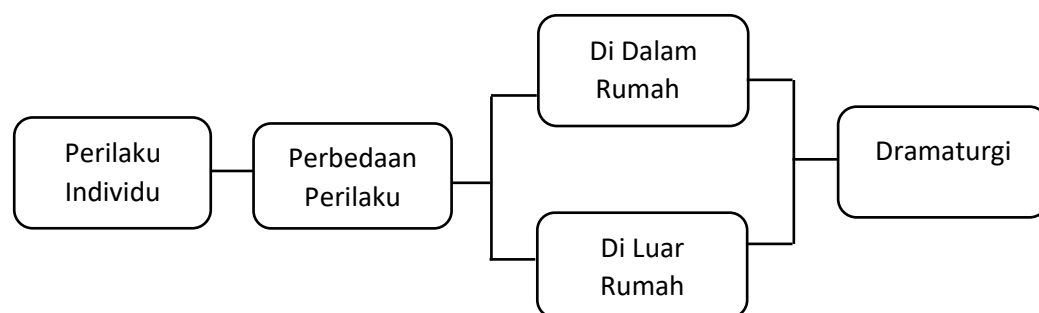 Perilaku
Individu
Perbedaan
Perilaku
Di Dalam
Rumah
Di Luar
Rumah
Dramaturgi